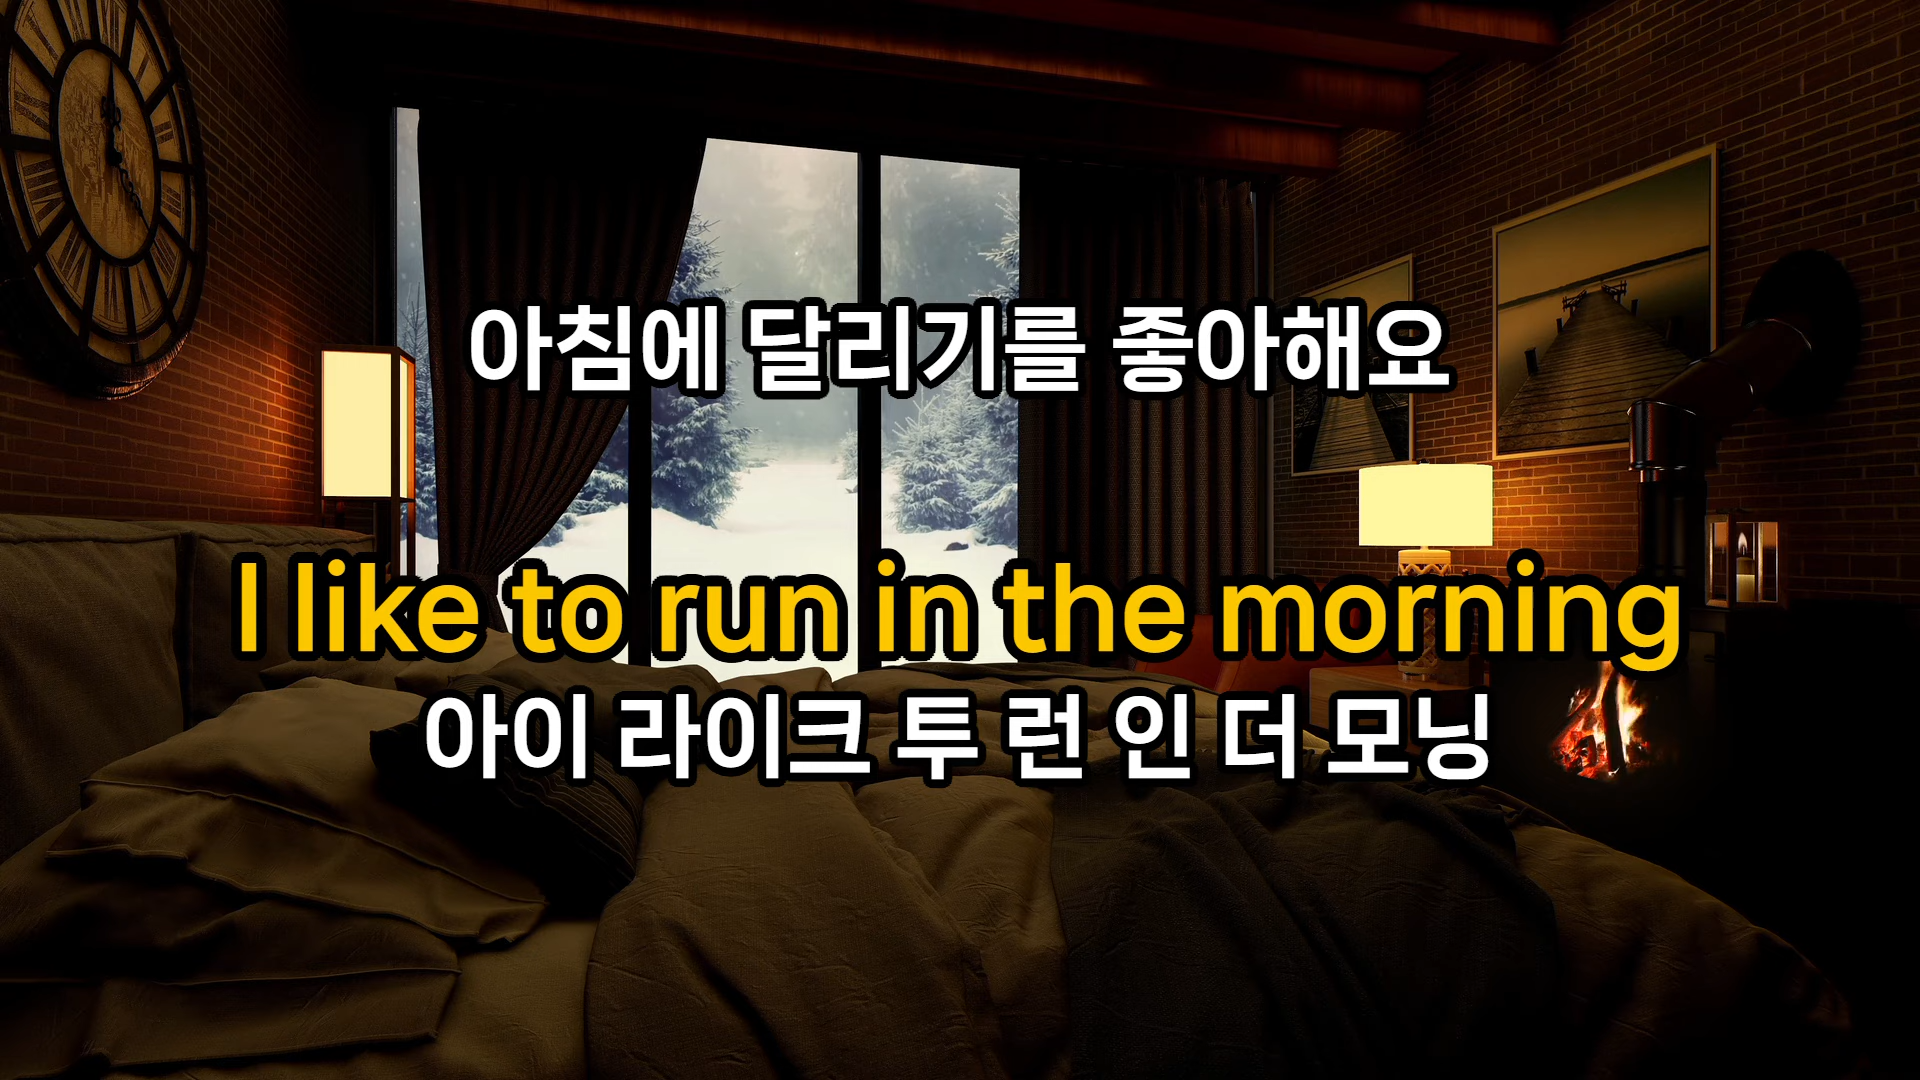 아침에 달리기를 좋아해요
I like to run in the morning
아이 라이크 투 런 인 더 모닝